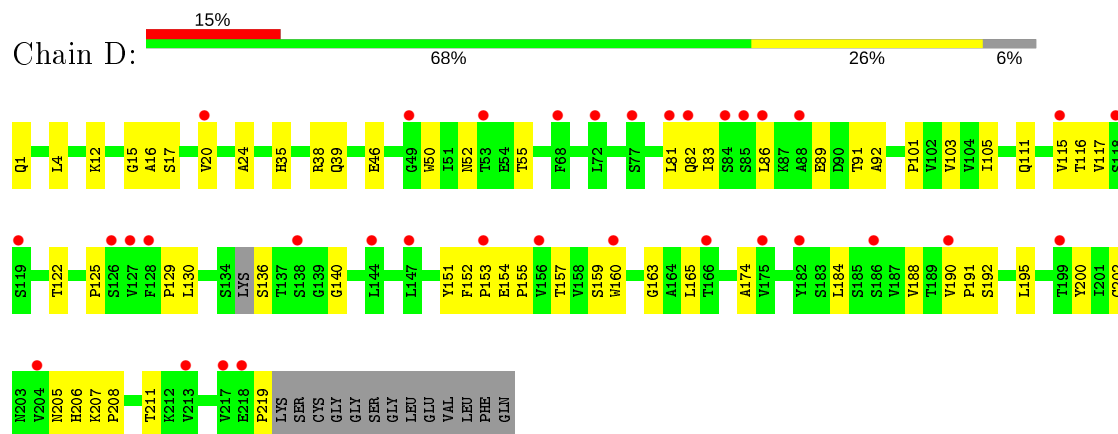 15%
Chain D:
68% 26% 6%
Q1 L4 K12 G15 A16 S17 V20 A24 H35 R38 Q39 E46 G49 W50 I51 N52 T53 E54 T55 F68 L72 S77 L81 Q82 I83 S84 S85 L86 K87 A88 E89 D90 T91 A92 P101 V102 V103 V104 I105 Q111 V115 T116 V117 S118
S119 T122 P125 S126 V127 F128 P129 L130 S134 LYS S136 T137 S138 G139 G140 L144 L147 Y151 F152 P153 E154 P155 V156 T157 V158 S159 W160 G163 A164 L165 T166 A174 V175 Y182 S183 L184 S185 S186 V187 V188 T189 V190 P191 S192 L195 T199 Y200 I201 C202
N203 V204 N205 H206 K207 P208 T211 K212 V213 V217 E218 P219 LYS SER CYS GLY GLY SER GLY LEU GLU VAL LEU PHE GLN